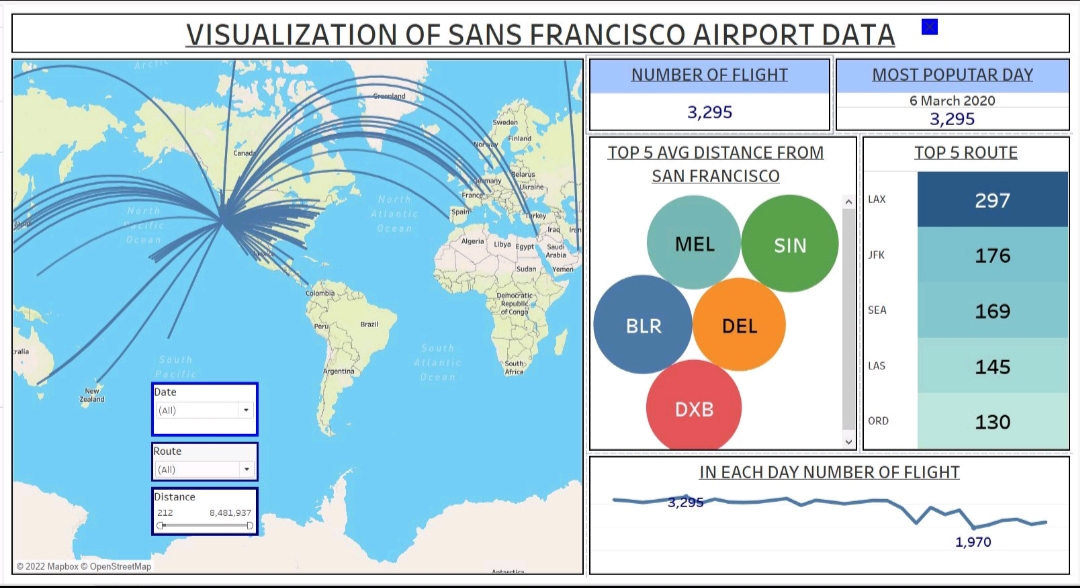 VISUALIZATION OF SANS FRANCISCO AIRPORT DATA
Arctic
Greenland
Sweden
Finland
Norway
Canada
Belarus
Germany
Ukraine
France
Spain
Turkey
North
Pacific
Ocean
North
Atlantic
Ocean
Iraq
Iran
Algeria
Libya
Egypt
Saudi
Arabia
Mexico
Sudan
Yemen
Colombia
Democratic
Republic
of Congo
Peru
Brazil
South
Atlantic
Ocean
South
Pacific
ralia
South
Africa
Argentina
New
Zealand
Date
(All)
Route
(All)
Distance
212 8,481,937
© 2022 Mapbox © OpenStreetMap
Antarctica
NUMBER OF FLIGHT
3,295
MOST POPUTAR DAY
6 March 2020
3,295
TOP 5 AVG DISTANCE FROM
SAN FRANCISCO
MEL
SIN
BLR
DEL
DXB
TOP 5 ROUTE
LAX 297
JFK 176
SEA 169
LAS 145
ORD 130
IN EACH DAY NUMBER OF FLIGHT
3,295
1,970